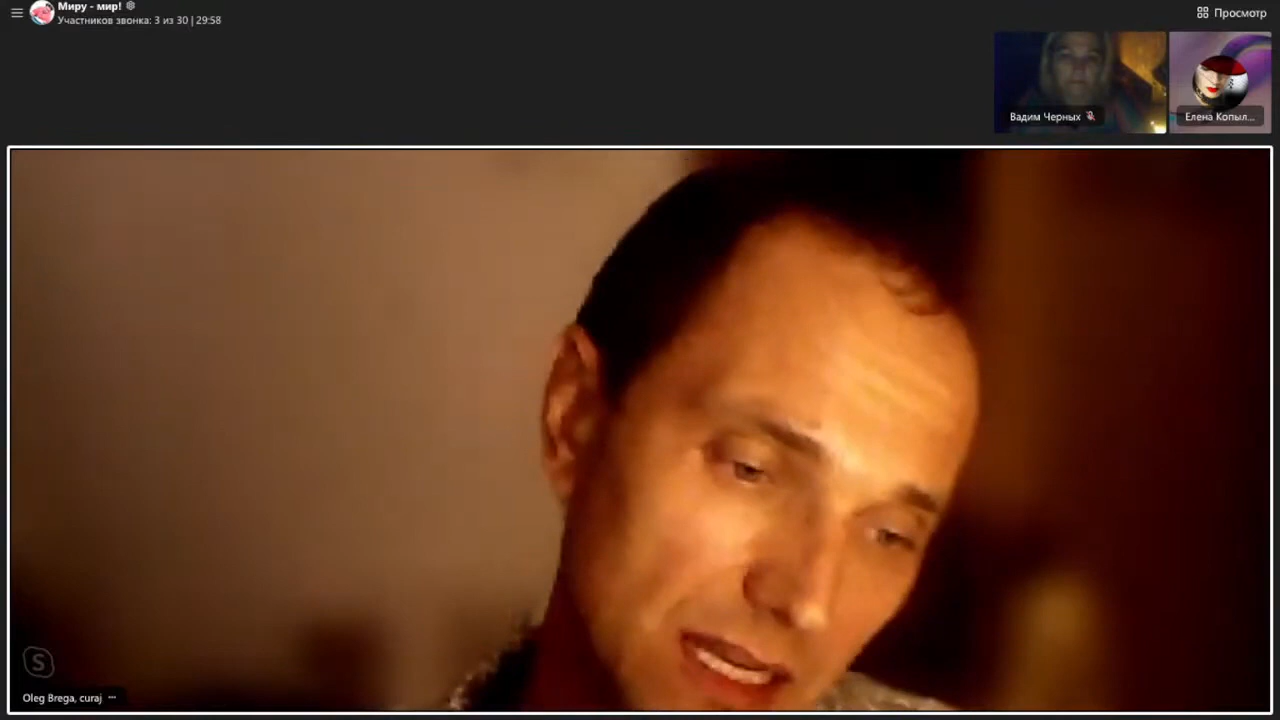 Миру - мир!
Участников звонка: 3 из 30 | 29:58
Просмотр
Вадим Черных
Елена Копыл...
Oleg Brega, curaj ...